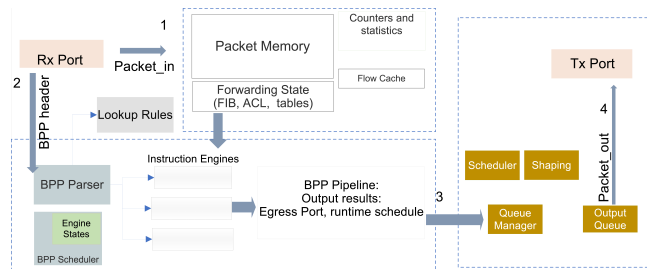 1
Rx Port
Packet_in
2
BPP header
Packet Memory
Counters and
statistics
Flow Cache
Forwarding State
(FIB, ACL, tables)
Lookup Rules
Tx Port
4
Packet_out
Instruction Engines
BPP Parser
BPP Pipeline:
Output results:
Egress Port, runtime schedule
3
Scheduler
Shaping
Queue
Manager
Output
Queue
Engine
States
BPP Scheduler